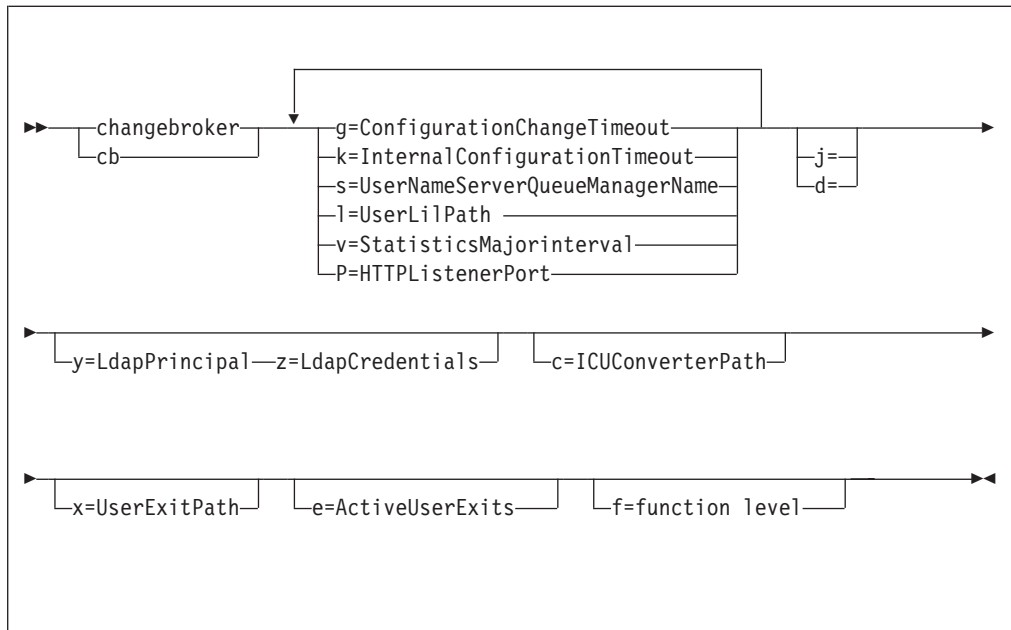 changebroker g=ConfigurationChangeTimeout
cb k=InternalConfigurationTimeout j=
s=UserNameServerQueueManagerName d=
l=UserLilPath
v=StatisticsMajorinterval
P=HTTPListenerPort
y=LdapPrincipal z=LdapCredentials c=ICUConverterPath
x=UserExitPath e=ActiveUserExits f=function level